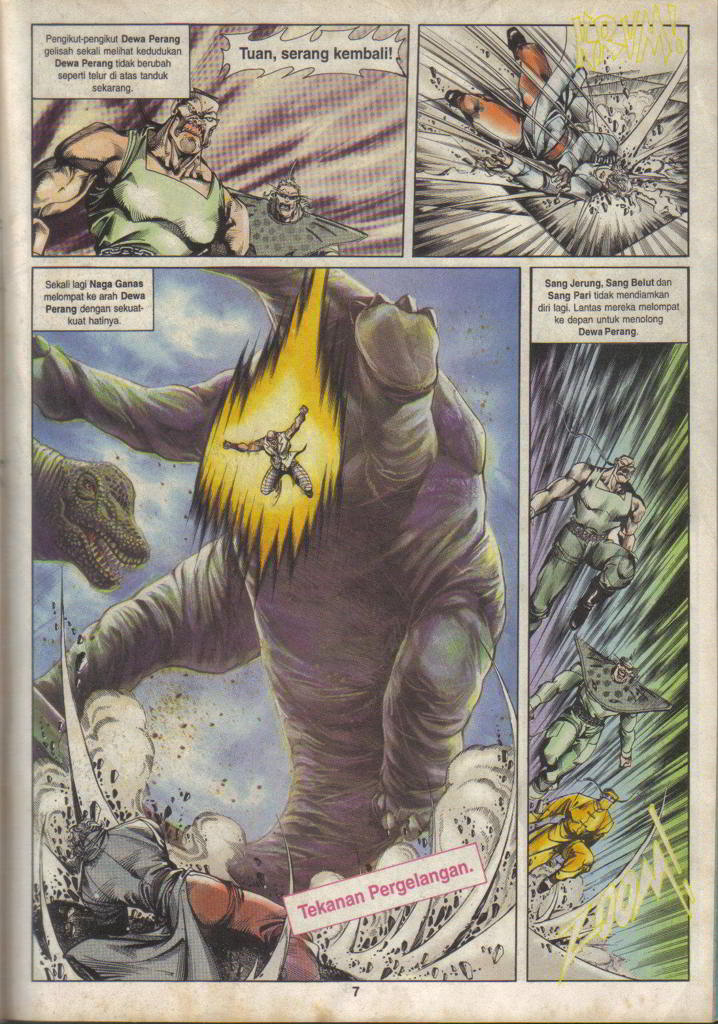 Pengikut-pengikut Dewa Perang
gelisah sekali melihat kedudukan
Dewa Perang tidak berubah
seperti telur di atas tanduk
sekarang.
Tuan, serang kembali!
Sekali lagi Naga Ganas
melompat ke arah Dewa
Perang dengan sekuat-
kuat hatinya.
Tekanan Pergelangan.
Sang Jerung, Sang Belut dan
Sang Pari tidak mendiamkan
diri lagi. Lantas mereka melompat
ke depan untuk menolong
Dewa Perang.
ZOOM!
7